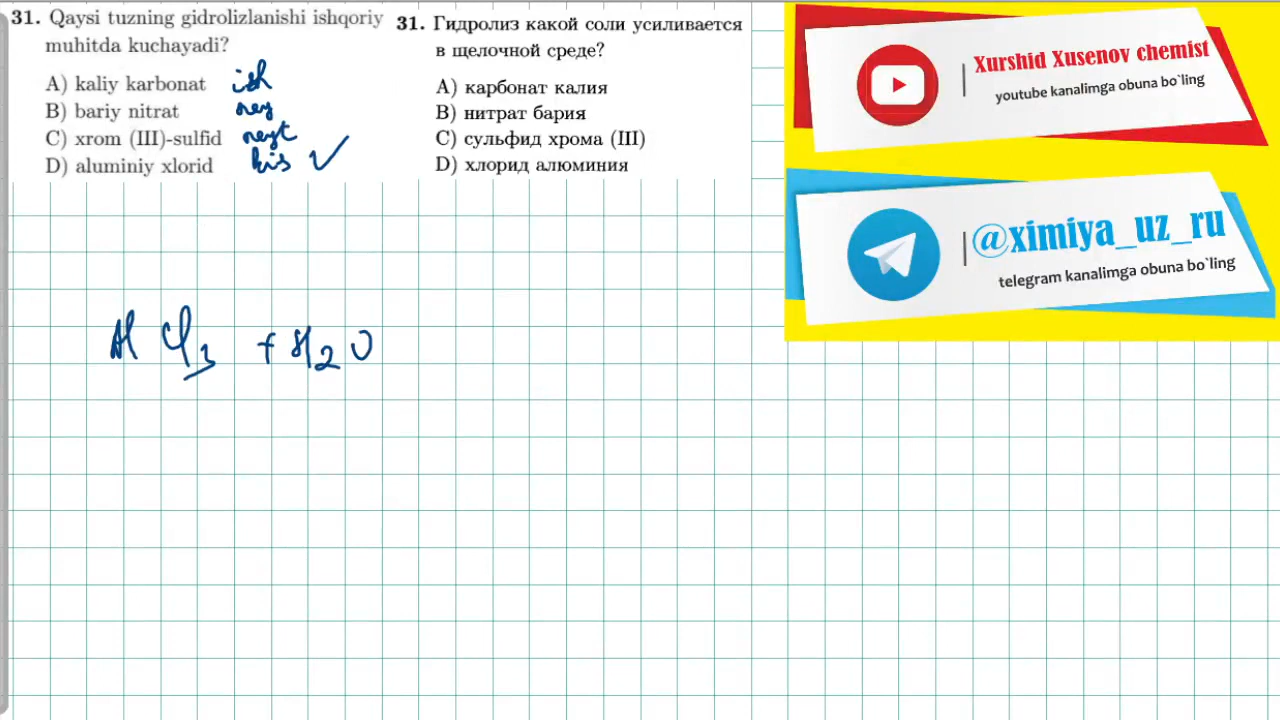 31. Qaysi tuzning gidrolizlanishi ishqoriy
muhitda kuchayadi?
A) kaliy karbonat ish
B) bariy nitrat ney
C) xrom (III)-sulfid neyt
D) aluminiy xlorid kis ✓
31. Гидролиз какой соли усиливается
в щелочной среде?
A) карбонат калия
B) нитрат бария
C) сульфид хрома (III)
D) хлорид алюминия
Xurshid Xusenov chemist
youtube kanalimga obuna bo`ling
@ximiya_uz_ru
telegram kanalimga obuna bo`ling
Al Cl3 + H2O